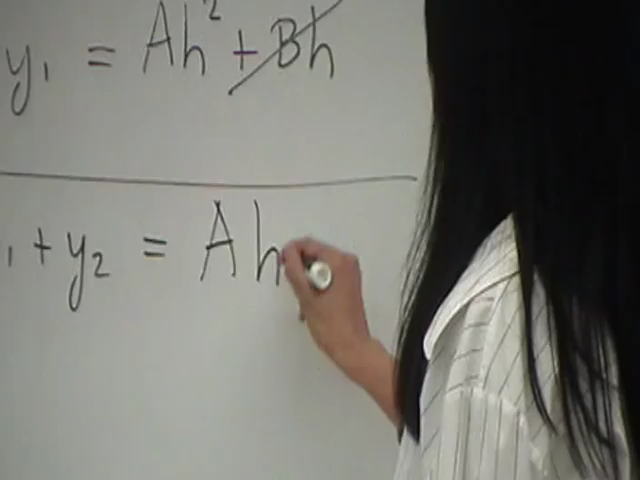 y₁ = Ah² + Bh
₁ + y₂ = Ah